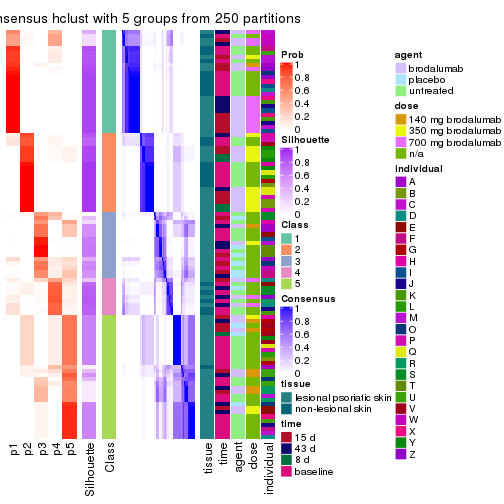 nsensus hclust with 5 groups from 250 partitions
Prob
1
0.8
0.6
0.4
0.2
0
Silhouette
1
0.8
0.6
0.4
0.2
0
Class
1
2
3
4
5
Consensus
1
0.8
0.6
0.4
0.2
0
tissue
lesional psoriatic skin
non-lesional skin
time
15 d
43 d
8 d
baseline
agent
brodalumab
placebo
untreated
dose
140 mg brodalumab
350 mg brodalumab
700 mg brodalumab
n/a
individual
A
B
C
D
E
F
G
H
I
J
K
L
M
O
P
Q
R
S
T
U
V
W
X
Y
Z
p1
p2
p3
p4
p5
Silhouette
Class
tissue
time
agent
dose
individual